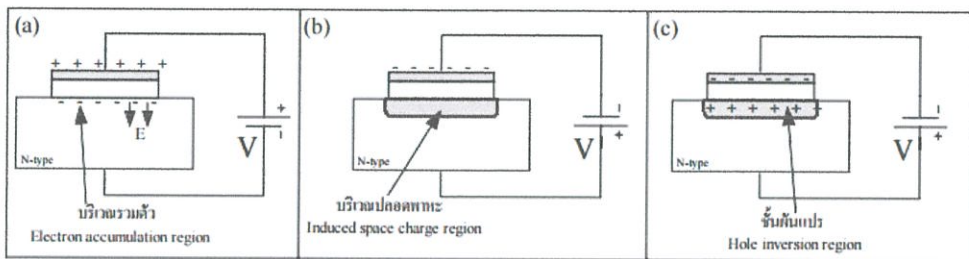 (a)
+ + + + + +
- - - - - -
E
+
-
V
N-type
บริเวณรวมตัว
Electron accumulation region
(b)
- - - - - - -
-
+
V
N-type
บริเวณปลอดพาหะ
Induced space charge region
(c)
- - - - - -
+ + + + + +
-
+
V
N-type
ชั้นผันแปร
Hole inversion region